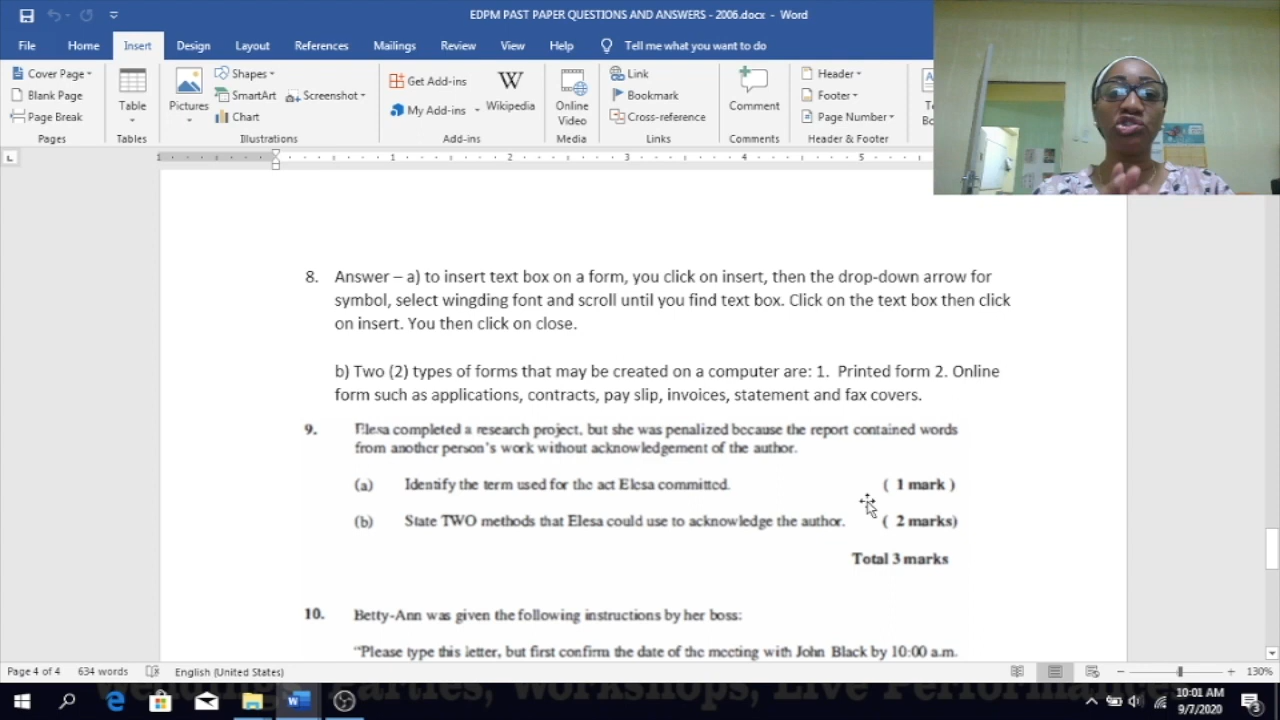 EDPM PAST PAPER QUESTIONS AND ANSWERS - 2006.docx - Word
File Home Insert Design Layout References Mailings Review View Help Tell me what you want to do
Cover Page
Blank Page
Page Break
Pages
Table
Tables
Pictures
Shapes
SmartArt
Chart
Screenshot
Illustrations
Get Add-ins
My Add-ins
Wikipedia
Add-ins
Online
Video
Media
Link
Bookmark
Cross-reference
Links
Comment
Comments
Header
Footer
Page Number
Header & Footer
1 1 2 3 4 5
8. Answer – a) to insert text box on a form, you click on insert, then the drop-down arrow for
symbol, select wingding font and scroll until you find text box. Click on the text box then click
on insert. You then click on close.
b) Two (2) types of forms that may be created on a computer are: 1. Printed form 2. Online
form such as applications, contracts, pay slip, invoices, statement and fax covers.
9. Elesa completed a research project, but she was penalized because the report contained words
from another person's work without acknowledgement of the author.
(a) Identify the term used for the act Elesa committed. ( 1 mark )
(b) State TWO methods that Elesa could use to acknowledge the author. ( 2 marks)
Total 3 marks
10. Betty-Ann was given the following instructions by her boss:
"Please type this letter, but first confirm the date of the meeting with John Black by 10:00 a.m.
Page 4 of 4 634 words English (United States) 130%
10:01 AM
9/7/2020
3